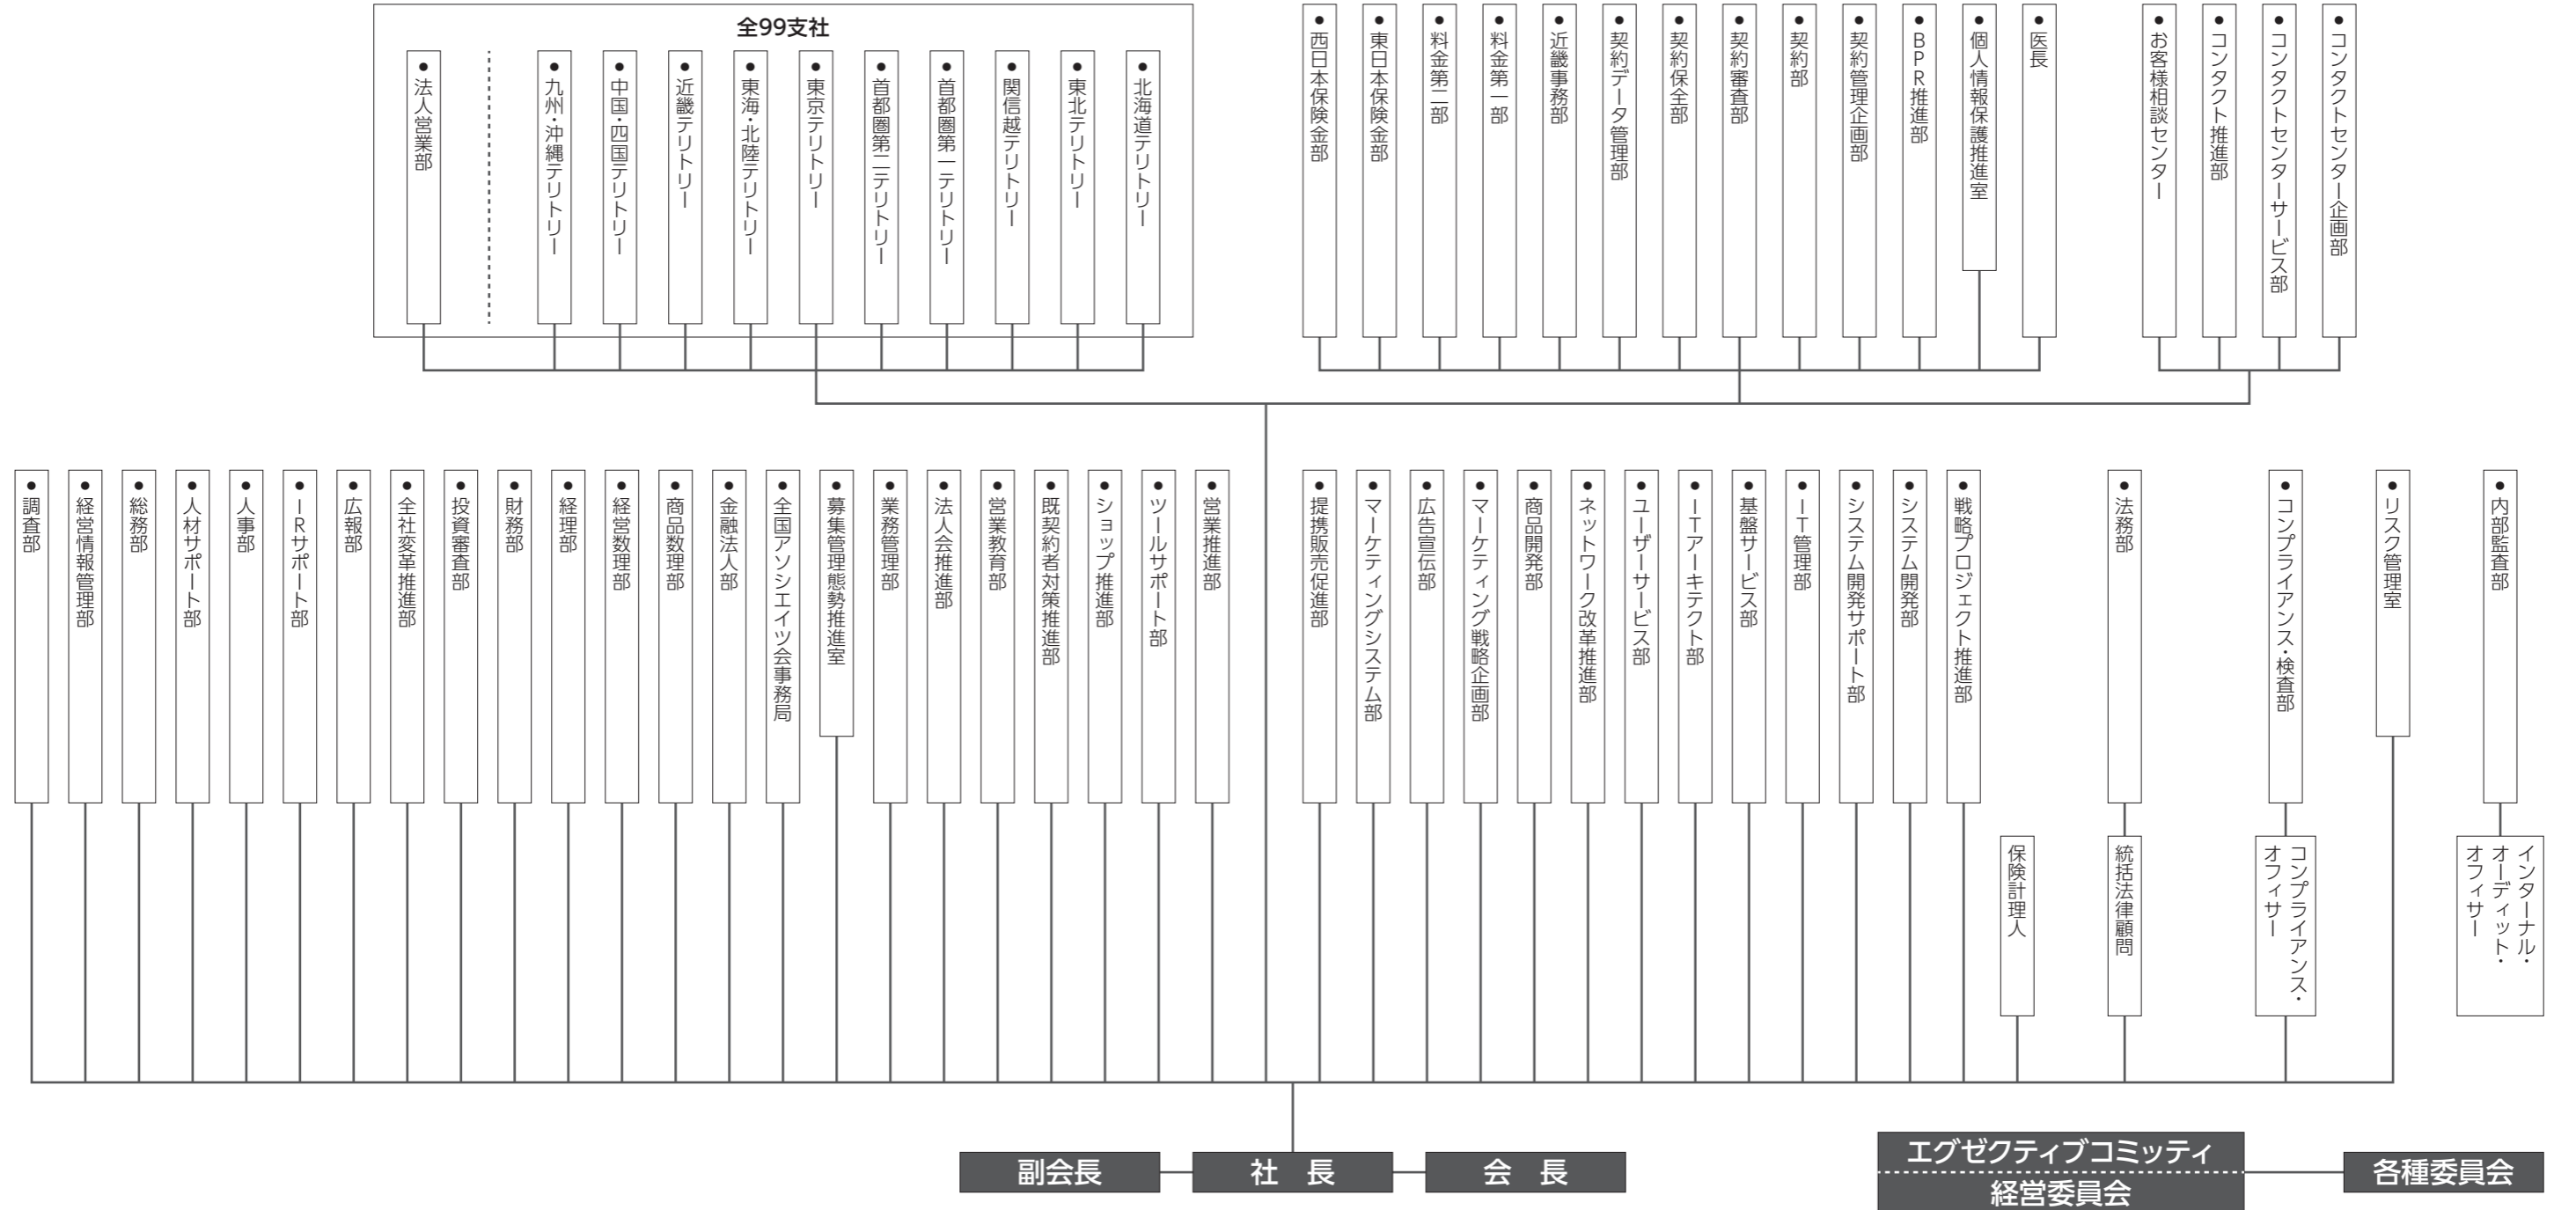 全99支社
法人営業部
九州・沖縄テリトリー
中国・四国テリトリー
近畿テリトリー
東海・北陸テリトリー
東京テリトリー
首都圏第二テリトリー
首都圏第一テリトリー
関信越テリトリー
東北テリトリー
北海道テリトリー
西日本保険金部
東日本保険金部
料金第二部
料金第一部
近畿事務部
契約データ管理部
契約保全部
契約審査部
契約部
契約管理企画部
BPR推進部
個人情報保護推進室
医長
お客様相談センター
コンタクト推進部
コンタクトセンターサービス部
コンタクトセンター企画部
調査部
経営情報管理部
総務部
人材サポート部
人事部
IRサポート部
広報部
全社変革推進部
投資審査部
財務部
経理部
経営数理部
商品数理部
金融法人部
全国アソシエイツ会事務局
募集管理態勢推進室
業務管理部
法人会推進部
営業教育部
既契約者対策推進部
ショップ推進部
ツールサポート部
営業推進部
提携販売促進部
マーケティングシステム部
広告宣伝部
マーケティング戦略企画部
商品開発部
ネットワーク改革推進部
ユーザーサービス部
ITアーキテクト部
基盤サービス部
IT管理部
システム開発サポート部
システム開発部
戦略プロジェクト推進部
法務部
コンプライアンス・検査部
リスク管理室
内部監査部
保険計理人
統括法律顧問
コンプライアンス・
オフィサー
インターナル・
オーディット・
オフィサー
副会長
社 長
会 長
エグゼクティブコミッティ
経営委員会
各種委員会